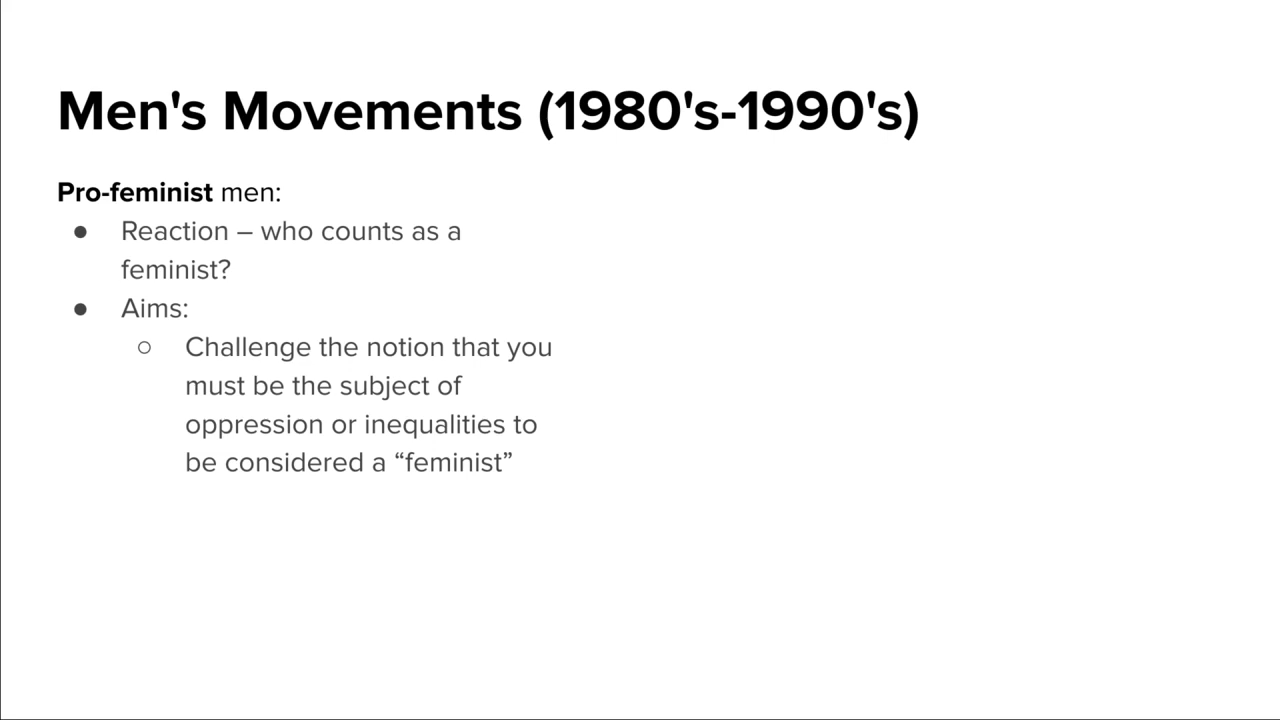 Men's Movements (1980's-1990's)
Pro-feminist men:
● Reaction – who counts as a
feminist?
● Aims:
○ Challenge the notion that you
must be the subject of
oppression or inequalities to
be considered a “feminist”